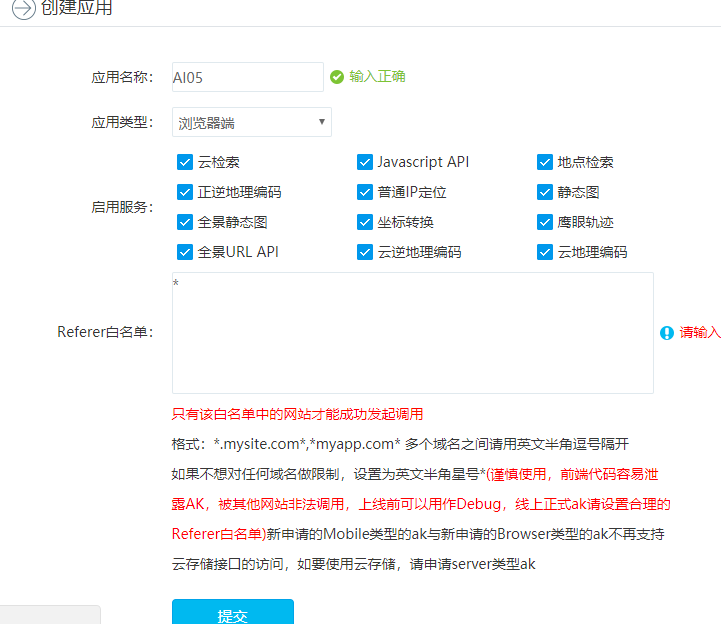 创建应用
应用名称： AI05 输入正确
应用类型： 浏览器端
启用服务：
云检索 Javascript API 地点检索
正逆地理编码 普通IP定位 静态图
全景静态图 坐标转换 鹰眼轨迹
全景URL API 云逆地理编码 云地理编码
Referer白名单： * 请输入
只有该白名单中的网站才能成功发起调用
格式：*.mysite.com*,*myapp.com* 多个域名之间请用英文半角逗号隔开
如果不想对任何域名做限制，设置为英文半角星号*(谨慎使用，前端代码容易泄
露AK，被其他网站非法调用，上线前可以用作Debug，线上正式ak请设置合理的
Referer白名单)新申请的Mobile类型的ak与新申请的Browser类型的ak不再支持
云存储接口的访问，如要使用云存储，请申请server类型ak
提交